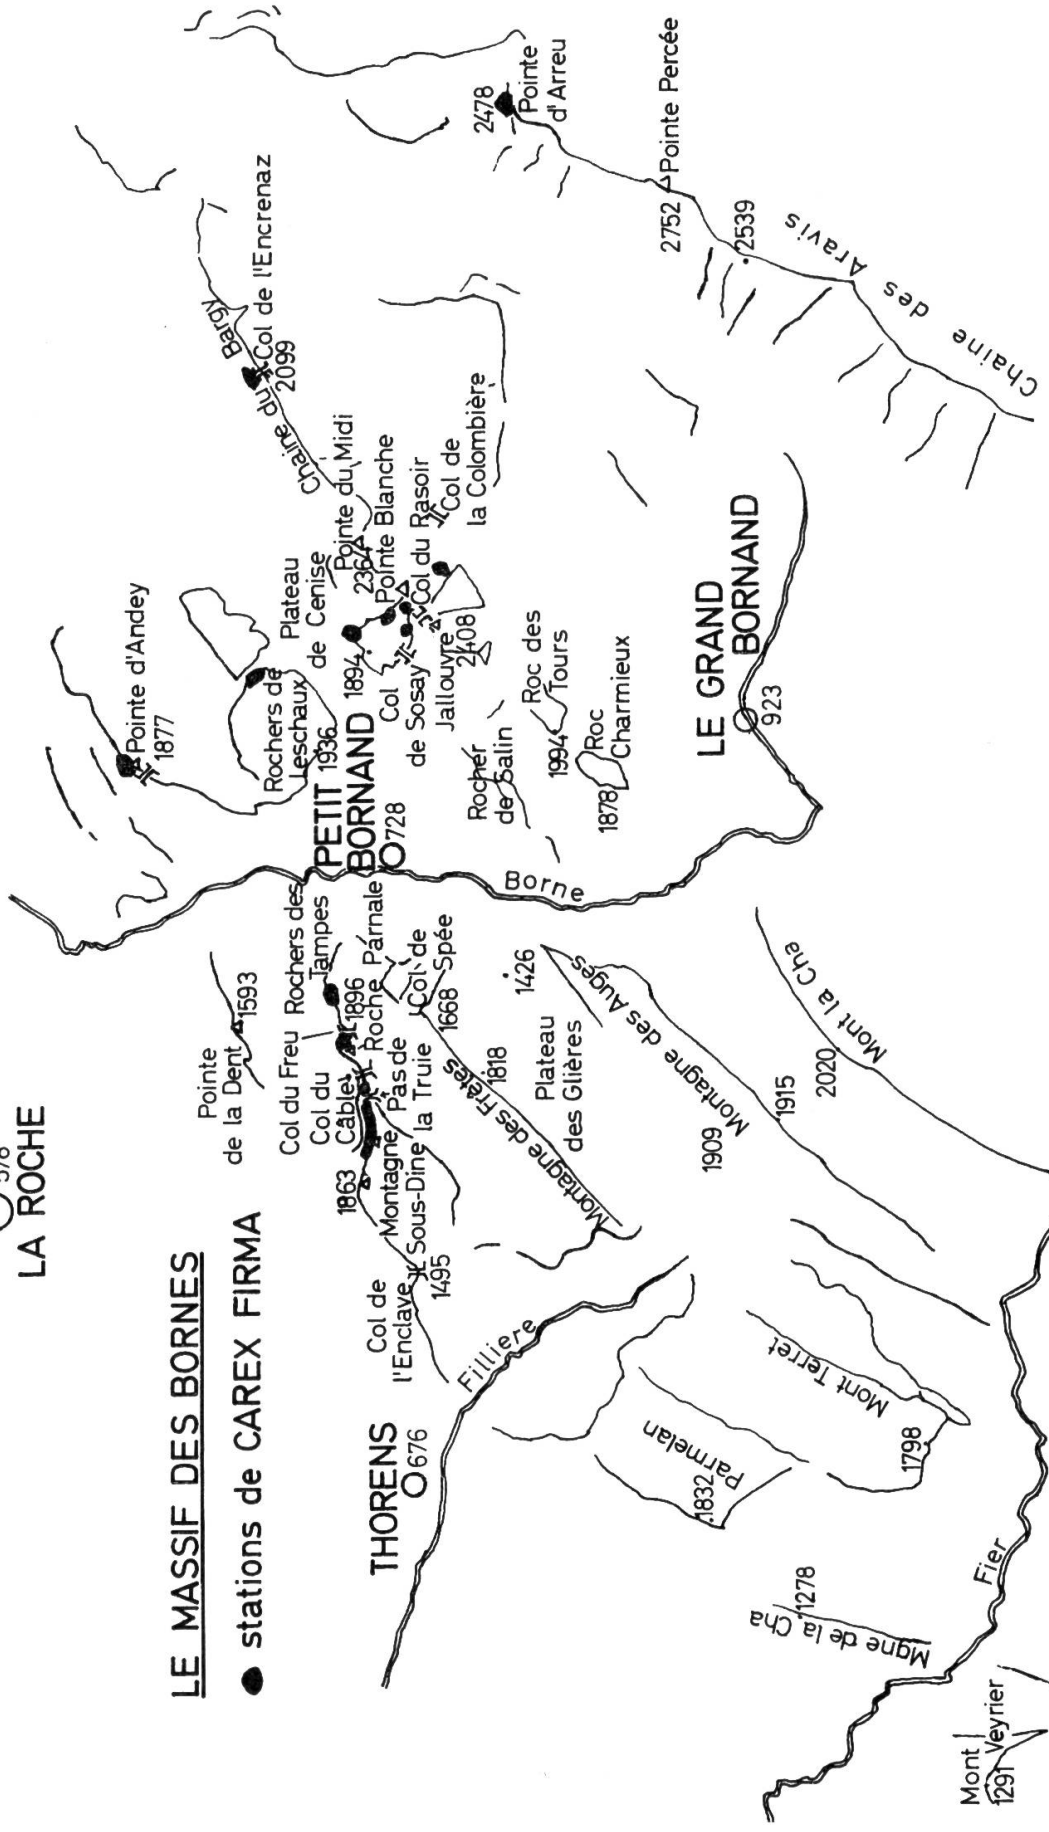 LE MASSIF DES BORNES
stations de CAREX FIRMA
LA ROCHE
Pointe
de la Dent
1593
Col du Freu
Rochers des
Tampes
Col du
Câble
1896
Roche Parnale
Pas de
la Truie
Col de
Spée
1668
1863
Montagne
Sous-Dine
Col de
l'Enclave
1495
Filliere
THORENS
676
Montagne des Frêtes
1818
Plateau
des Glières
1426
Montagne des Auges
1909
1915
Mont la Cha
2020
Parmelan
1832
Mont Terret
1798
Mgne de la Cha
1278
Fier
Mont
Veyrier
1291
Pointe d'Andey
1877
Rochers de
Leschaux
1936
Plateau
de Cenise
PETIT
BORNAND
728
Borne
1894
Col
de Sosay
Jallouvre
2408
Pointe du Midi
2364
Pointe Blanche
Col du Rasoir
Col de
la Colombière
Chaine du Bargy
Col de l'Encrenaz
2099
Rocher
de Salin
Roc des
Tours
1994
Roc
Charmieux
1878
LE GRAND
BORNAND
923
2478
Pointe
d'Arreu
Pointe Percée
2752
2539
Chaine des Aravis